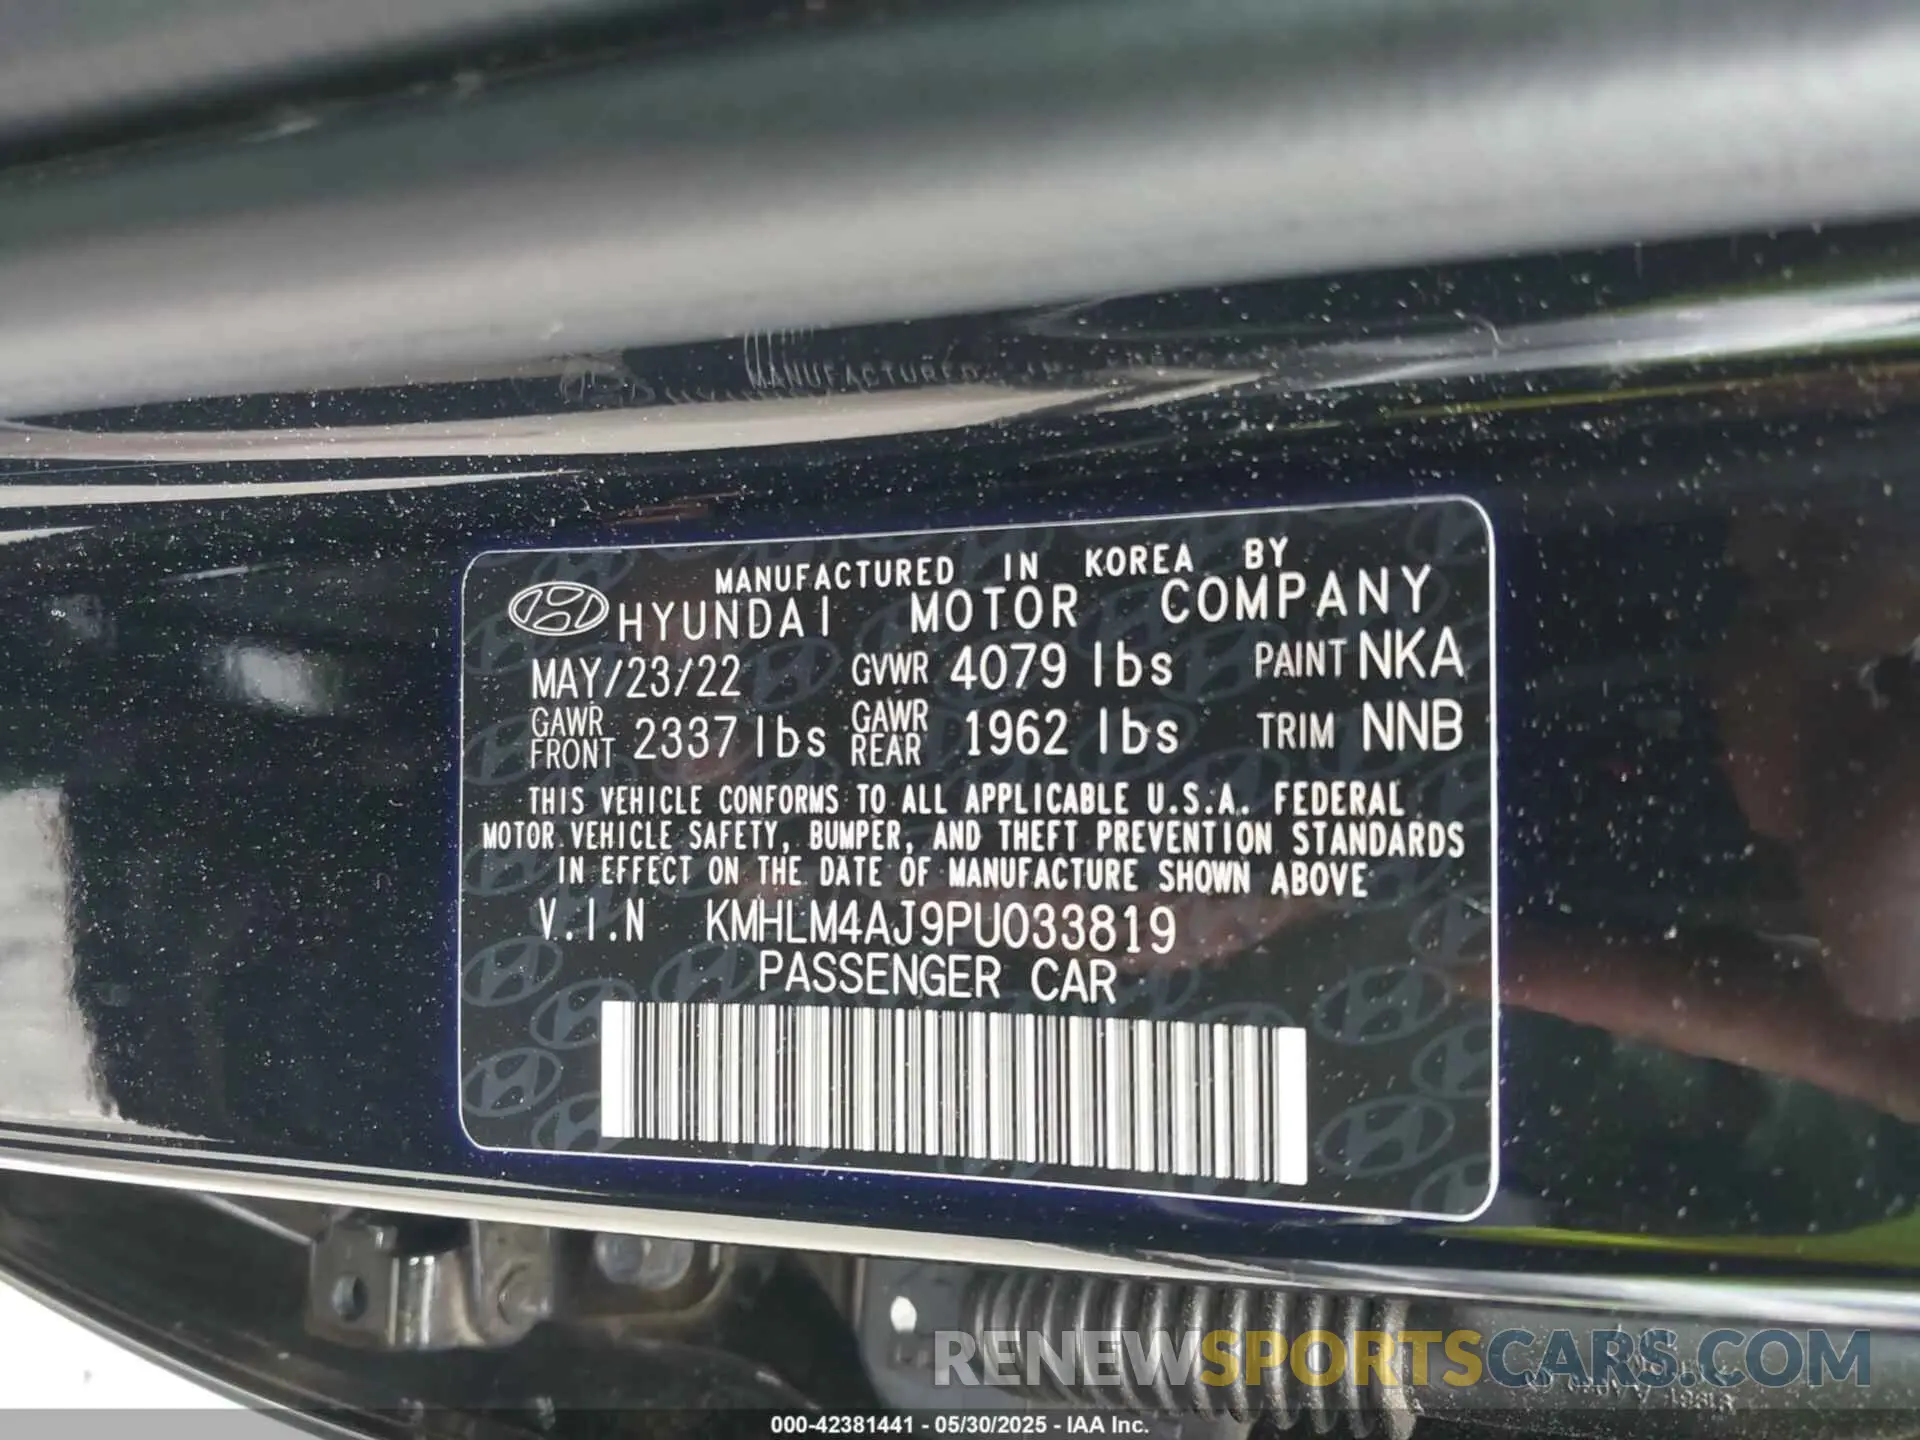 MANUFACTURED IN KOREA BY
HYUNDAI MOTOR COMPANY
MAY/23/22 GVWR 4079 lbs PAINT NKA
GAWR FRONT 2337 lbs GAWR REAR 1962 lbs TRIM NNB
THIS VEHICLE CONFORMS TO ALL APPLICABLE U.S.A. FEDERAL
MOTOR VEHICLE SAFETY, BUMPER, AND THEFT PREVENTION STANDARDS
IN EFFECT ON THE DATE OF MANUFACTURE SHOWN ABOVE
V.I.N KMHLM4AJ9PU033819
PASSENGER CAR
RENEWSPORTSCARS.COM
000-42381441 - 05/30/2025 - IAA Inc.